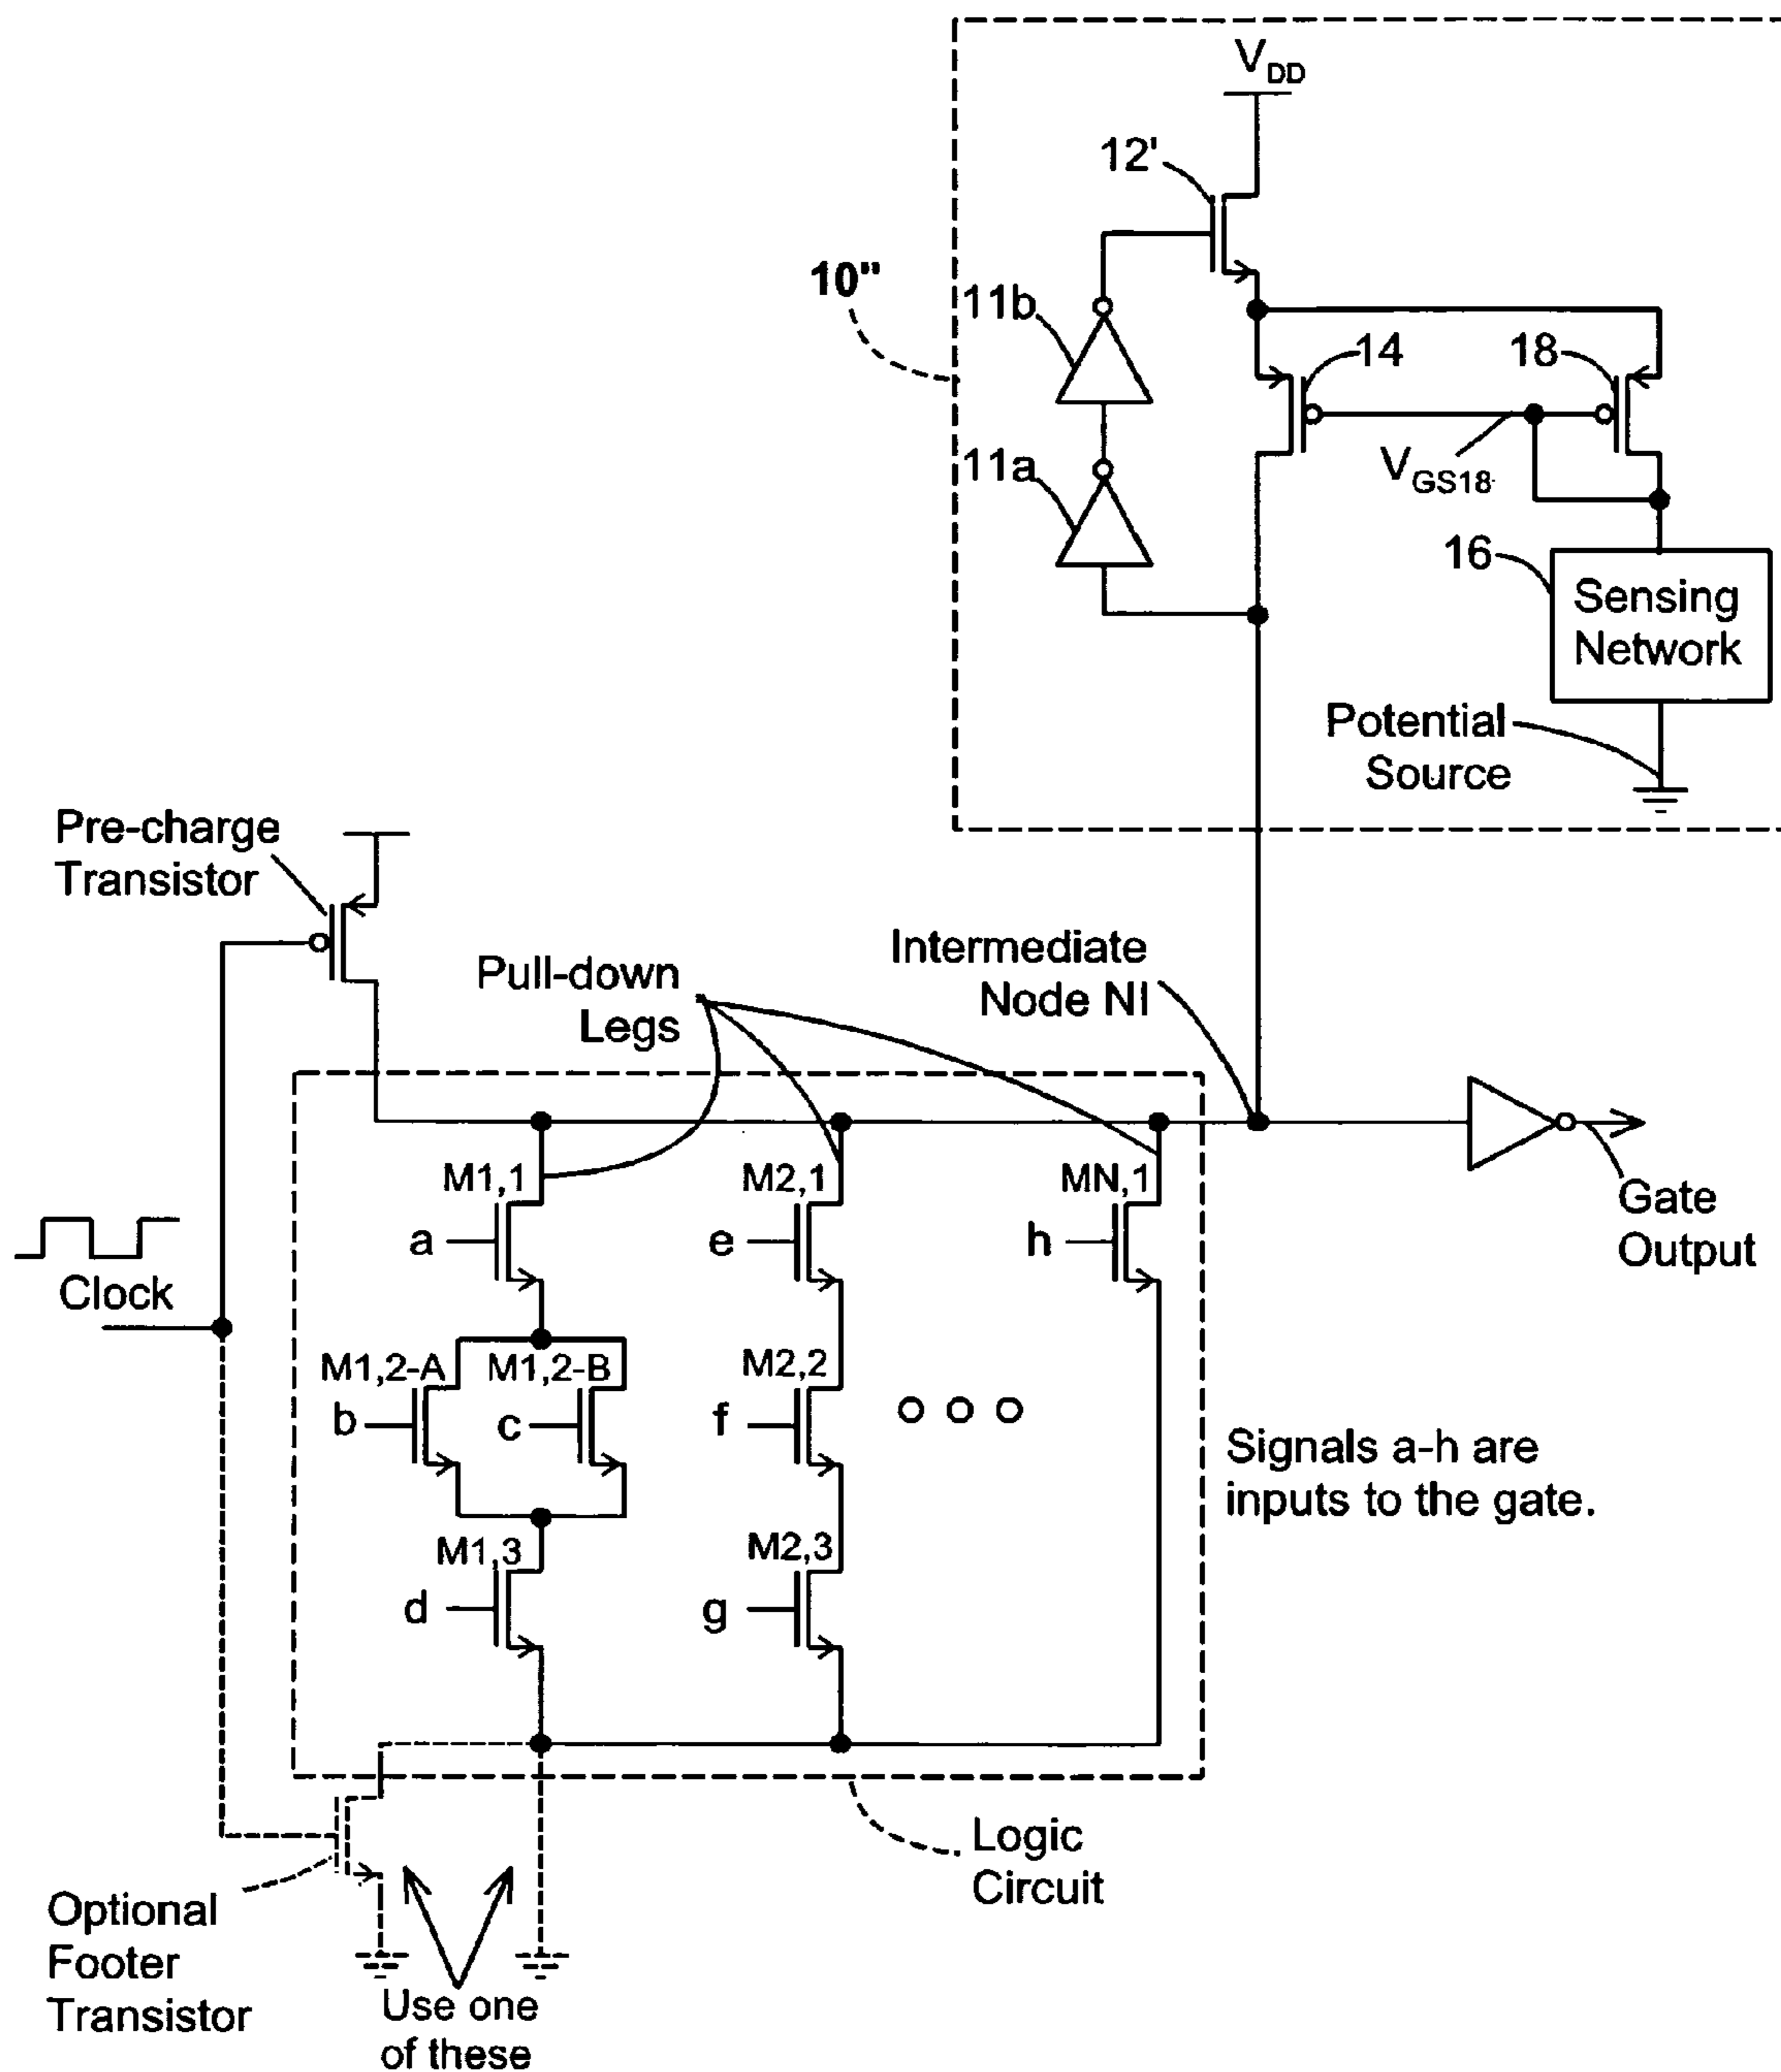 V_DD
12'
10"
11b
14
18
11a
V_GS18
16
Sensing
Network
Potential
Source
Pre-charge
Transistor
Pull-down
Legs
Intermediate
Node NI
M1,1
M2,1
MN,1
a
e
h
Gate
Output
Clock
M1,2-A
M1,2-B
M2,2
b
c
f
Signals a-h are
inputs to the gate.
M1,3
M2,3
d
g
Logic
Circuit
Optional
Footer
Transistor
Use one
of these